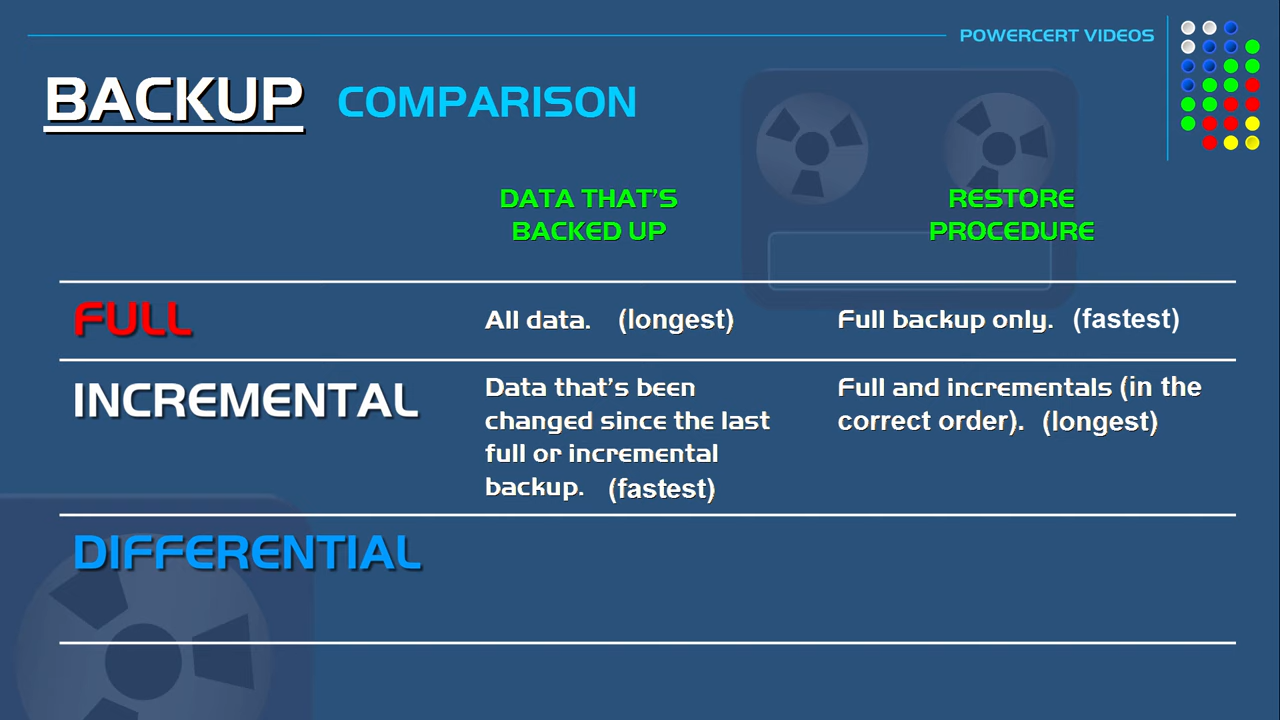 POWERCERT VIDEOS
BACKUP COMPARISON
DATA THAT'S
BACKED UP
RESTORE
PROCEDURE
FULL
All data. (longest)
Full backup only. (fastest)
INCREMENTAL
Data that's been
changed since the last
full or incremental
backup. (fastest)
Full and incrementals (in the
correct order). (longest)
DIFFERENTIAL